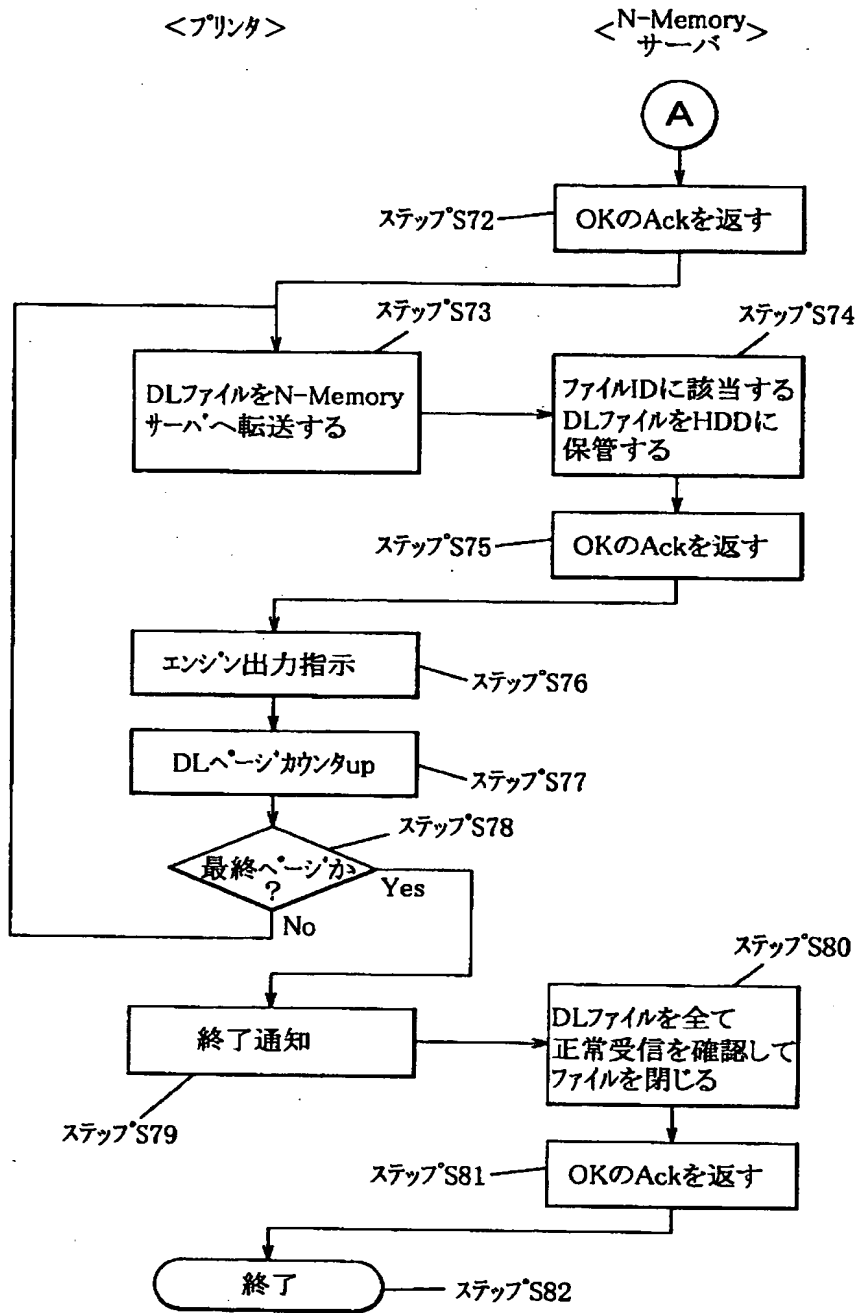 <プリンタ>
<N-Memory
サーバ>
A
ステップS72
OKのAckを返す
ステップS73
ステップS74
DLファイルをN-Memory
サーバへ転送する
ファイルIDに該当する
DLファイルをHDDに
保管する
ステップS75
OKのAckを返す
エンジン出力指示
ステップS76
DLページカウンタup
ステップS77
ステップS78
最終ページか
?
Yes
No
ステップS80
終了通知
DLファイルを全て
正常受信を確認して
ファイルを閉じる
ステップS79
ステップS81
OKのAckを返す
終了
ステップS82